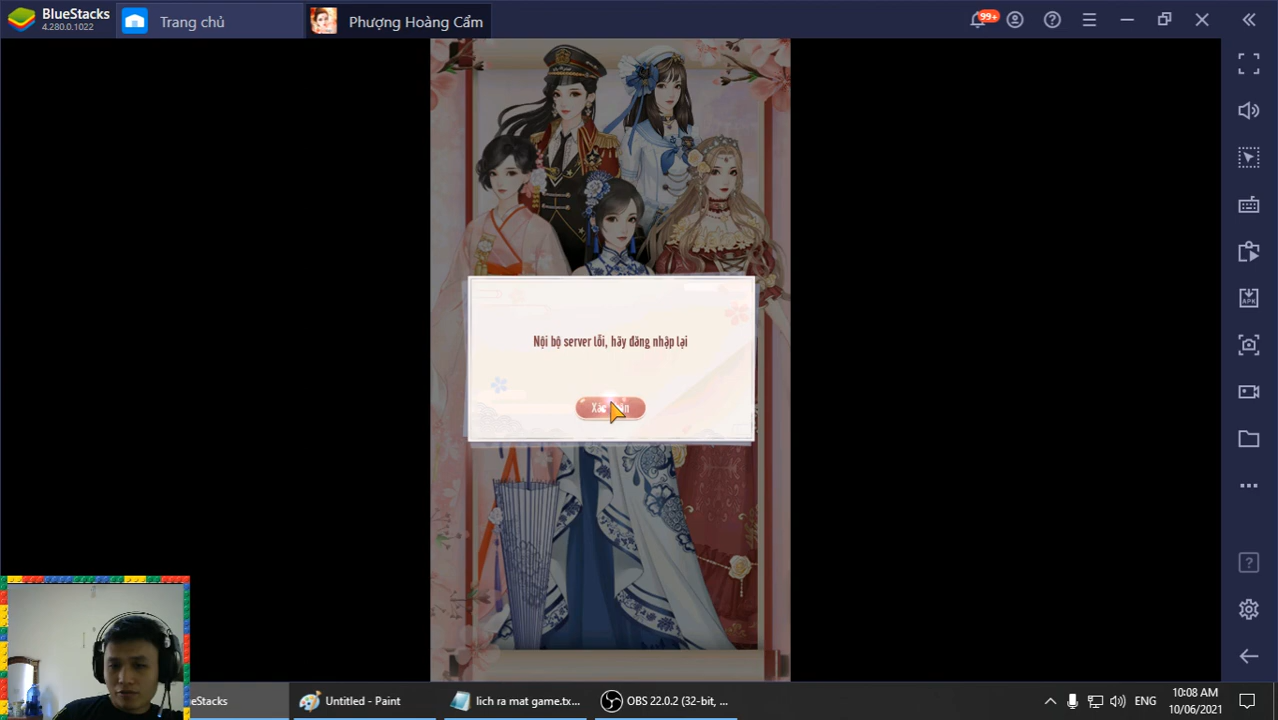 BlueStacks
4.280.0.1022
Trang chủ
Phượng Hoàng Cẩm
99+
Nội bộ server lỗi, hãy đăng nhập lại
APK
eStacks
Untitled - Paint
lich ra mat game.tx...
OBS 22.0.2 (32-bit, ...
ENG
10:08 AM
10/06/2021